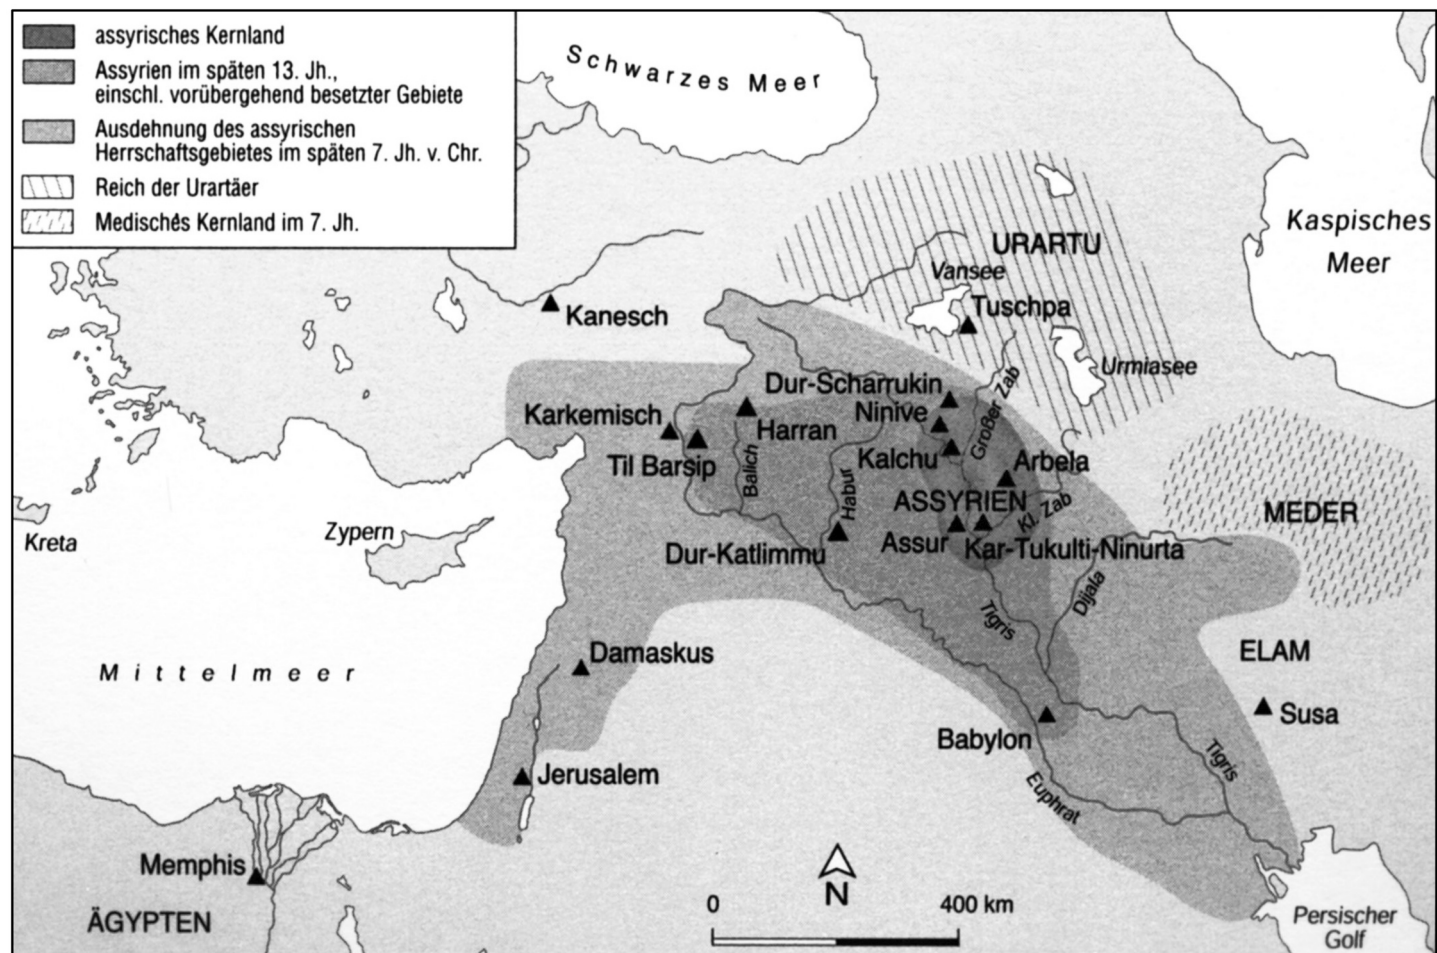 assyrisches Kernland
Assyrien im späten 13. Jh.,
einschl. vorübergehend besetzter Gebiete
Ausdehnung des assyrischen
Herrschaftsgebietes im späten 7. Jh. v. Chr.
Reich der Urartäer
Medisches Kernland im 7. Jh.
Schwarzes Meer
Kaspisches
Meer
URARTU
Vansee
Tuschpa
Kanesch
Urmiasee
Dur-Scharrukin
Großer Zab
Ninive
Karkemisch
Harran
Til Barsip
Balich
Habur
Kalchu
Arbela
ASSYRIEN
Kl. Zab
MEDER
Kreta
Zypern
Dur-Katlimmu
Assur
Kar-Tukulti-Ninurta
Tigris
Dijala
Mittelmeer
Damaskus
ELAM
Susa
Babylon
Tigris
Jerusalem
Euphrat
Memphis
ÄGYPTEN
N
0 400 km
Persischer
Golf